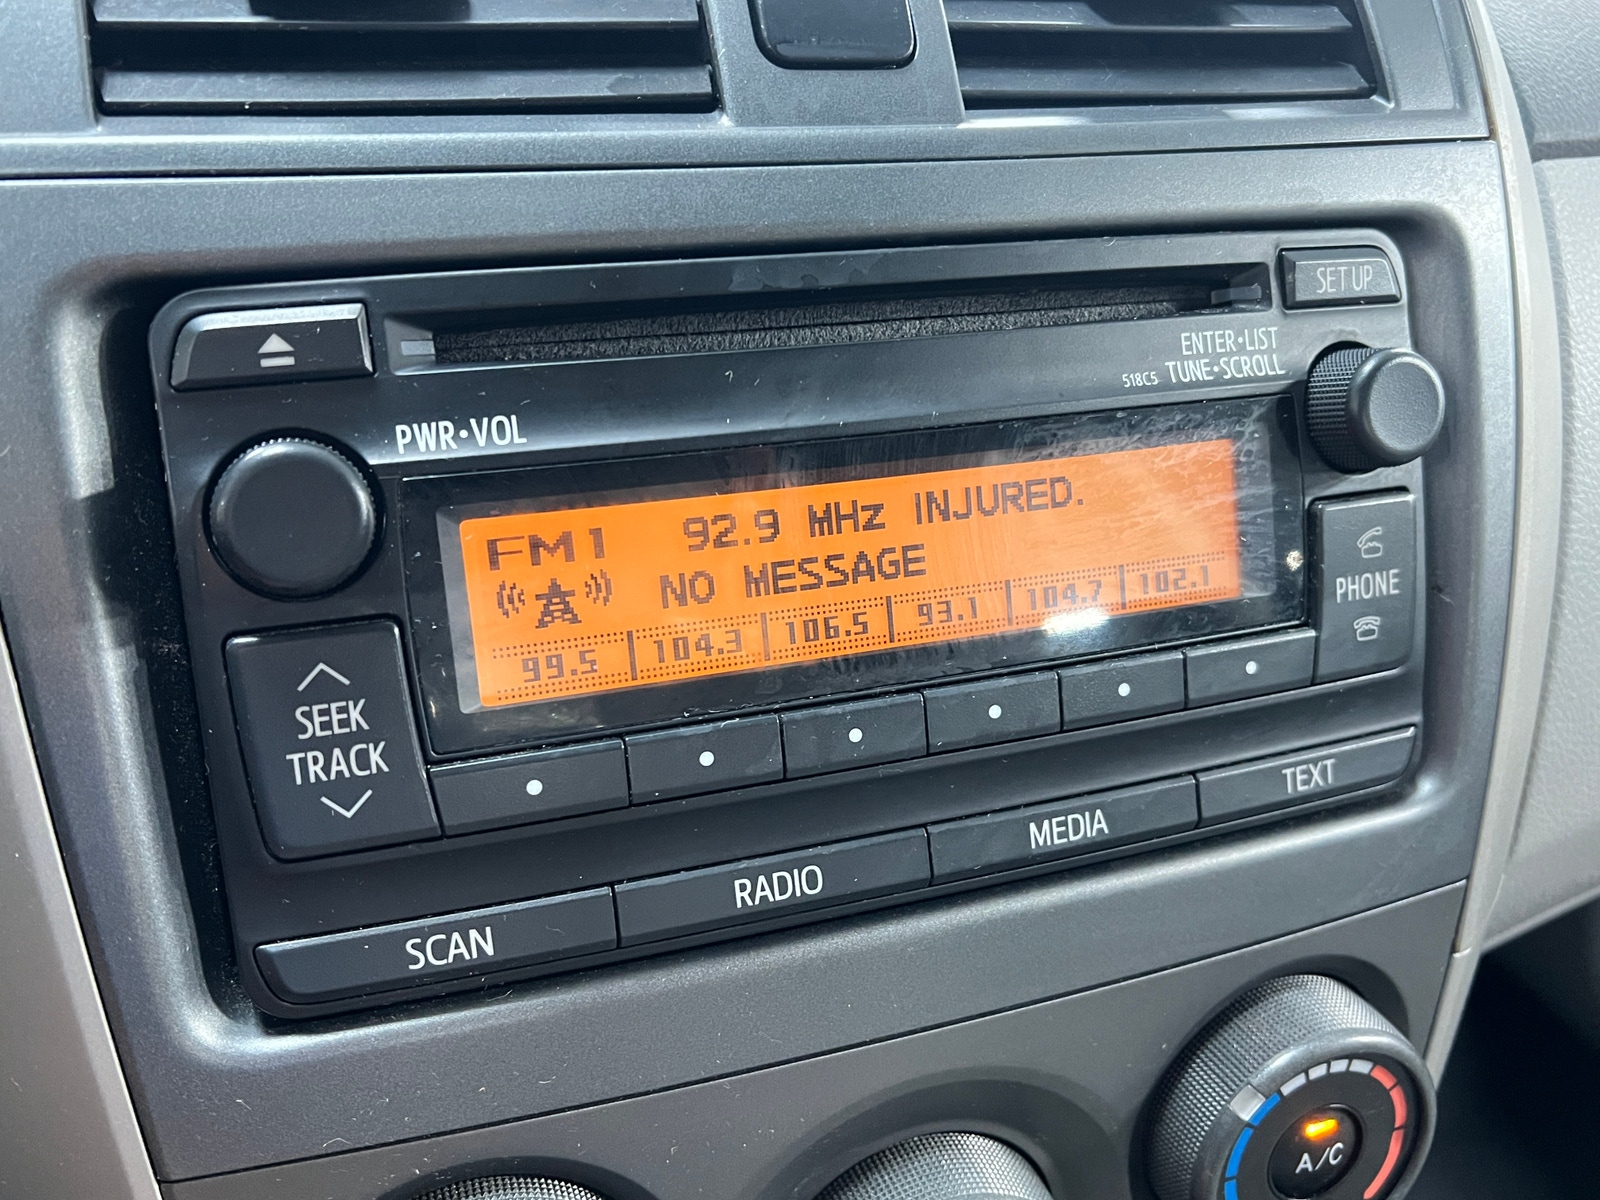 SET UP
ENTER•LIST
518C5 TUNE•SCROLL
PWR•VOL
FM1 92.9 MHz INJURED.
NO MESSAGE
99.5 104.3 106.5 93.1 104.7 102.1
PHONE
SEEK
TRACK
TEXT
MEDIA
RADIO
SCAN
A/C